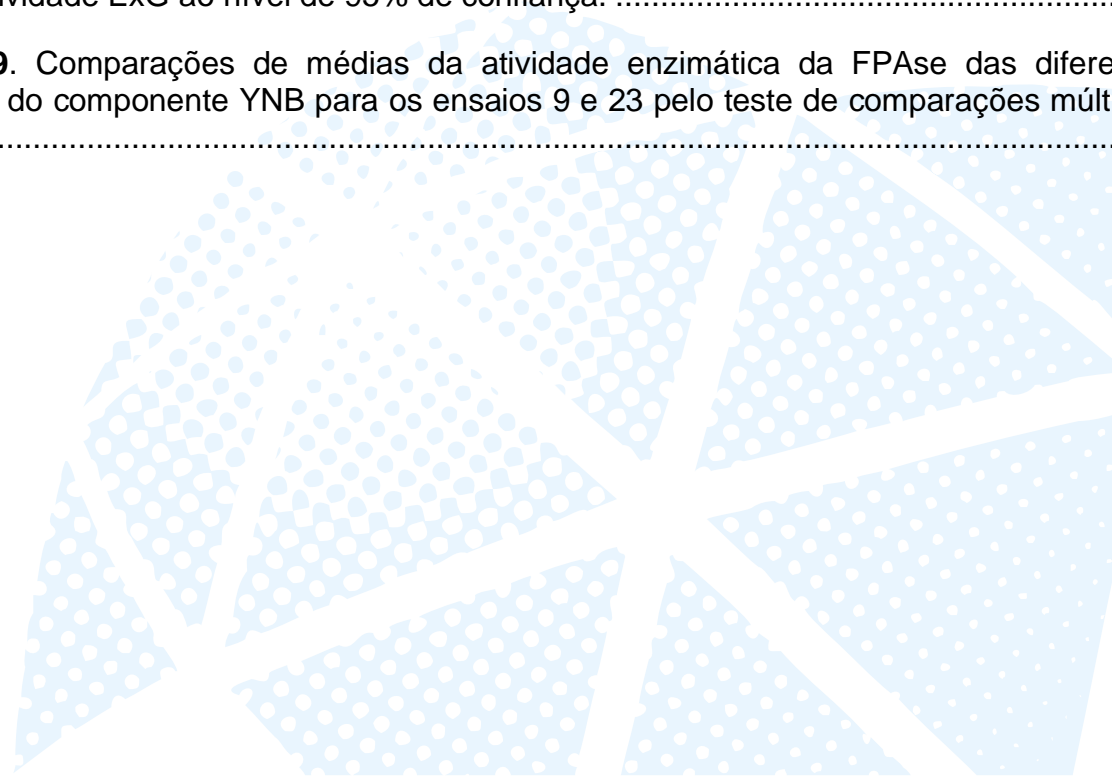 ExG ao nível de 95% de confiança. ........................................................
9. Comparações de médias da atividade enzimática da FPAse das difere
do componente YNB para os ensaios 9 e 23 pelo teste de comparações múlt
........................................................................................................................